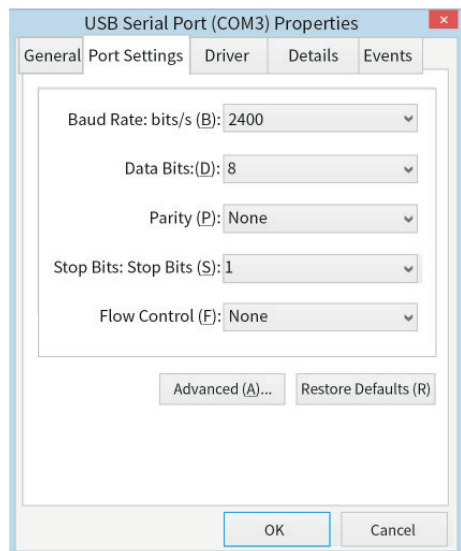 USB Serial Port (COM3) Properties ×
General Port Settings Driver Details Events
Baud Rate: bits/s (B): 2400
Data Bits:(D): 8
Parity (P): None
Stop Bits: Stop Bits (S): 1
Flow Control (F): None
Advanced (A)... Restore Defaults (R)
OK Cancel